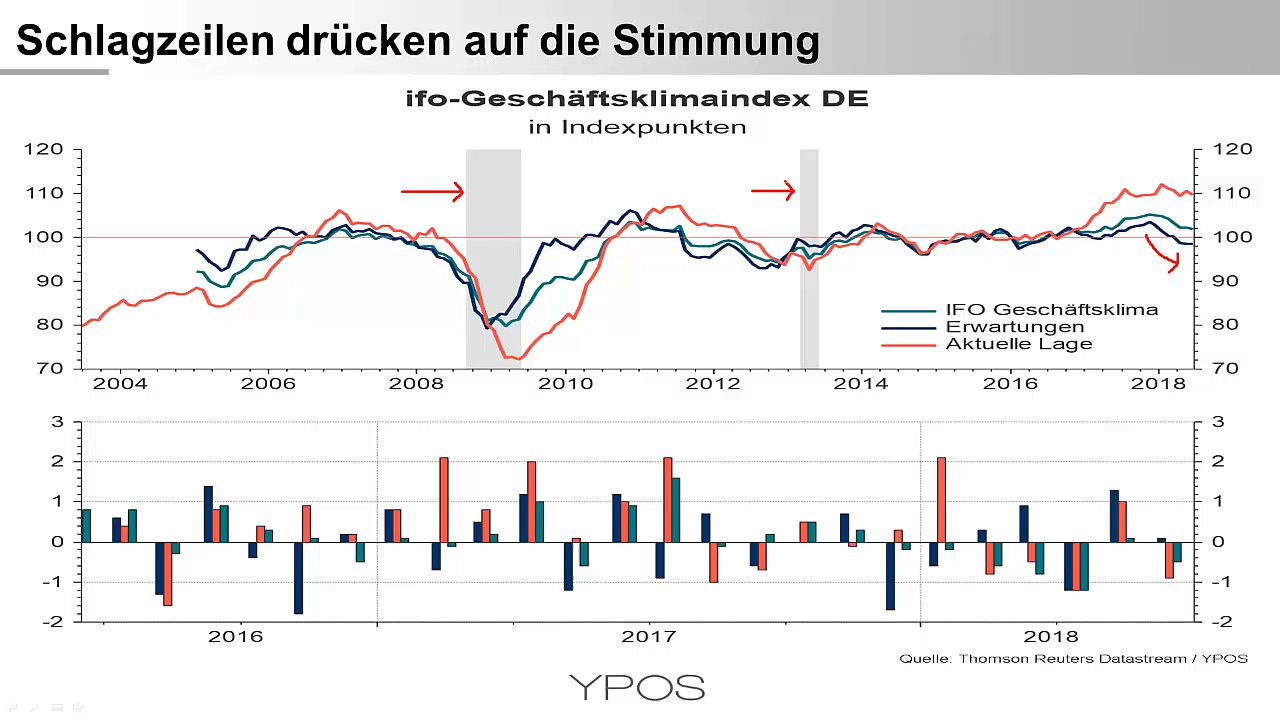 Schlagzeilen drücken auf die Stimmung
ifo-Geschäftsklimaindex DE
in Indexpunkten
120 120
110 110
100 100
90 90
80 80
70 70
IFO Geschäftsklima
Erwartungen
Aktuelle Lage
2004 2006 2008 2010 2012 2014 2016 2018
3 3
2 2
1 1
0 0
-1 -1
-2 -2
2016 2017 2018
Quelle: Thomson Reuters Datastream / YPOS
YPOS